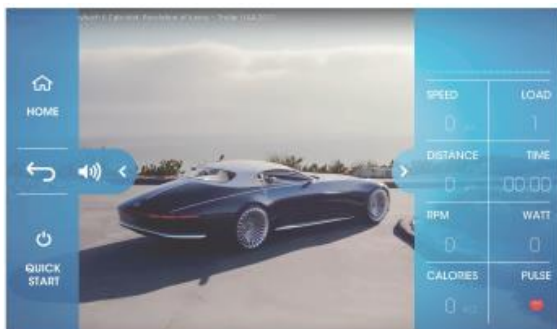 HOME
QUICK
START
SPEED
LOAD
0
1
DISTANCE
TIME
0
00:00
RPM
WATT
0
0
CALORIES
PULSE
0